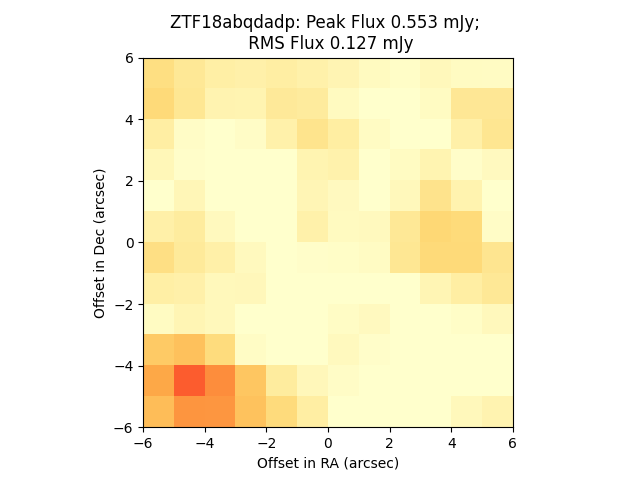 ZTF18abqdadp: Peak Flux 0.553 mJy;
RMS Flux 0.127 mJy
6
4
2
0
−2
−4
−6
Offset in Dec (arcsec)
−6 −4 −2 0 2 4 6
Offset in RA (arcsec)